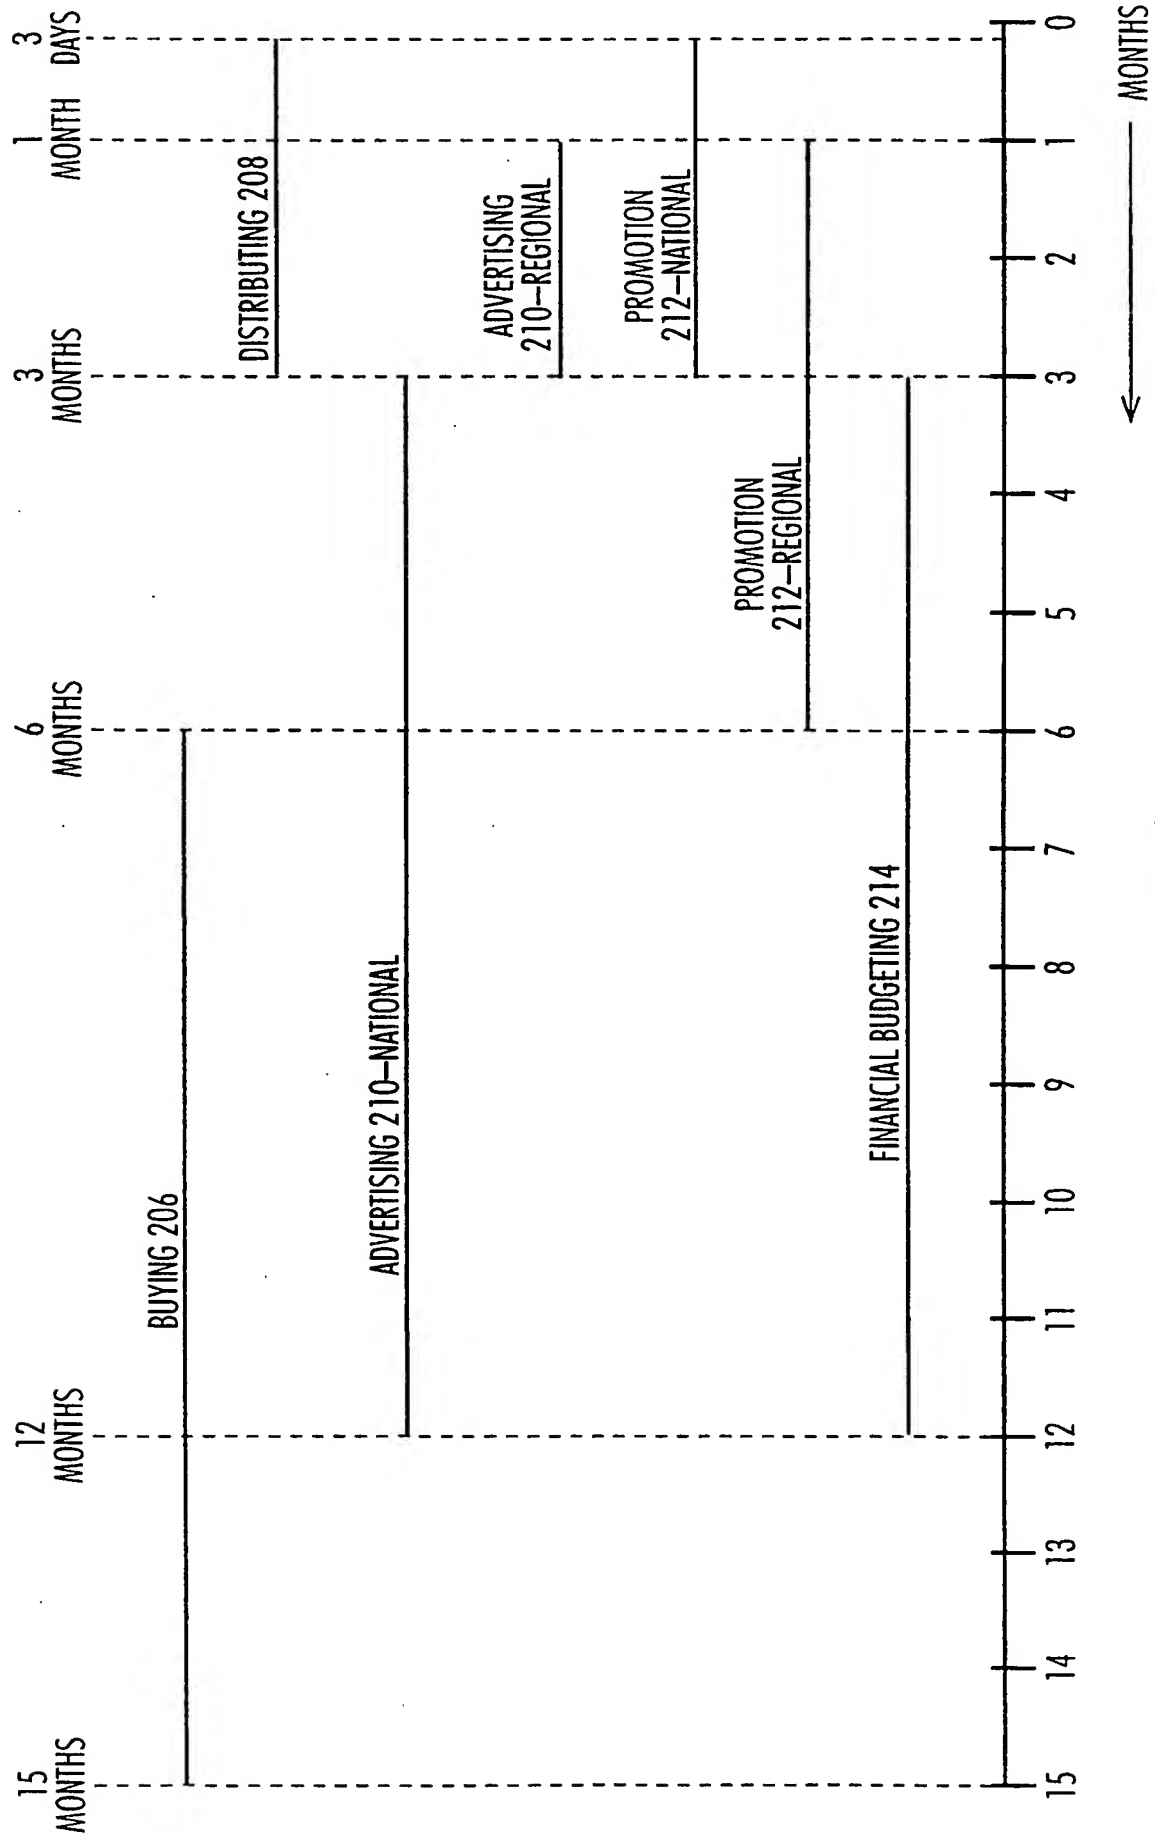 15
MONTHS
12
MONTHS
6
MONTHS
3
MONTHS
1
MONTH
3
DAYS
BUYING 206
DISTRIBUTING 208
ADVERTISING 210—NATIONAL
ADVERTISING
210—REGIONAL
PROMOTION
212—NATIONAL
PROMOTION
212—REGIONAL
FINANCIAL BUDGETING 214
15 14 13 12 11 10 9 8 7 6 5 4 3 2 1 0
MONTHS